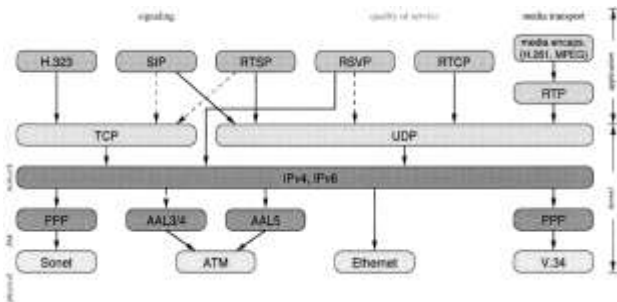 signaling
quality of service
media transport
H.323
SIP
RTSP
RSVP
RTCP
media encaps.
(H.261, MPEG)
RTP
TCP
UDP
IPv4, IPv6
PPP
AAL3/4
AAL5
PPP
Sonet
ATM
Ethernet
V.34